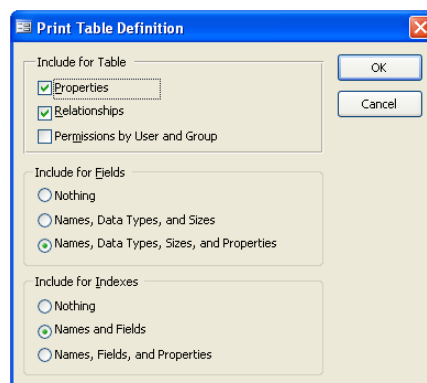 Print Table Definition
Include for Table
Properties
Relationships
Permissions by User and Group
OK
Cancel
Include for Fields
Nothing
Names, Data Types, and Sizes
Names, Data Types, Sizes, and Properties
Include for Indexes
Nothing
Names and Fields
Names, Fields, and Properties